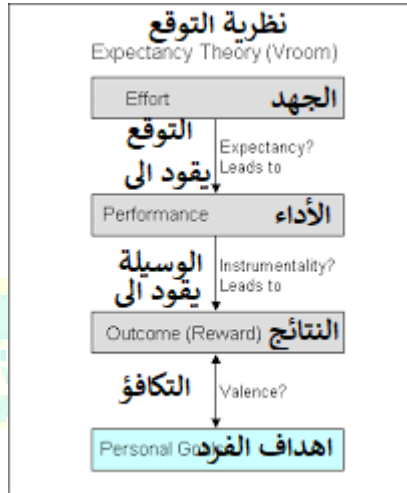 نظرية التوقع
Expectancy Theory (Vroom)
Effort الجهد
التوقع Expectancy?
يقود الى Leads to
Performance الأداء
الوسيلة Instrumentality?
يقود الى Leads to
Outcome (Reward) النتائج
التكافؤ Valence?
Personal اهداف الفرد